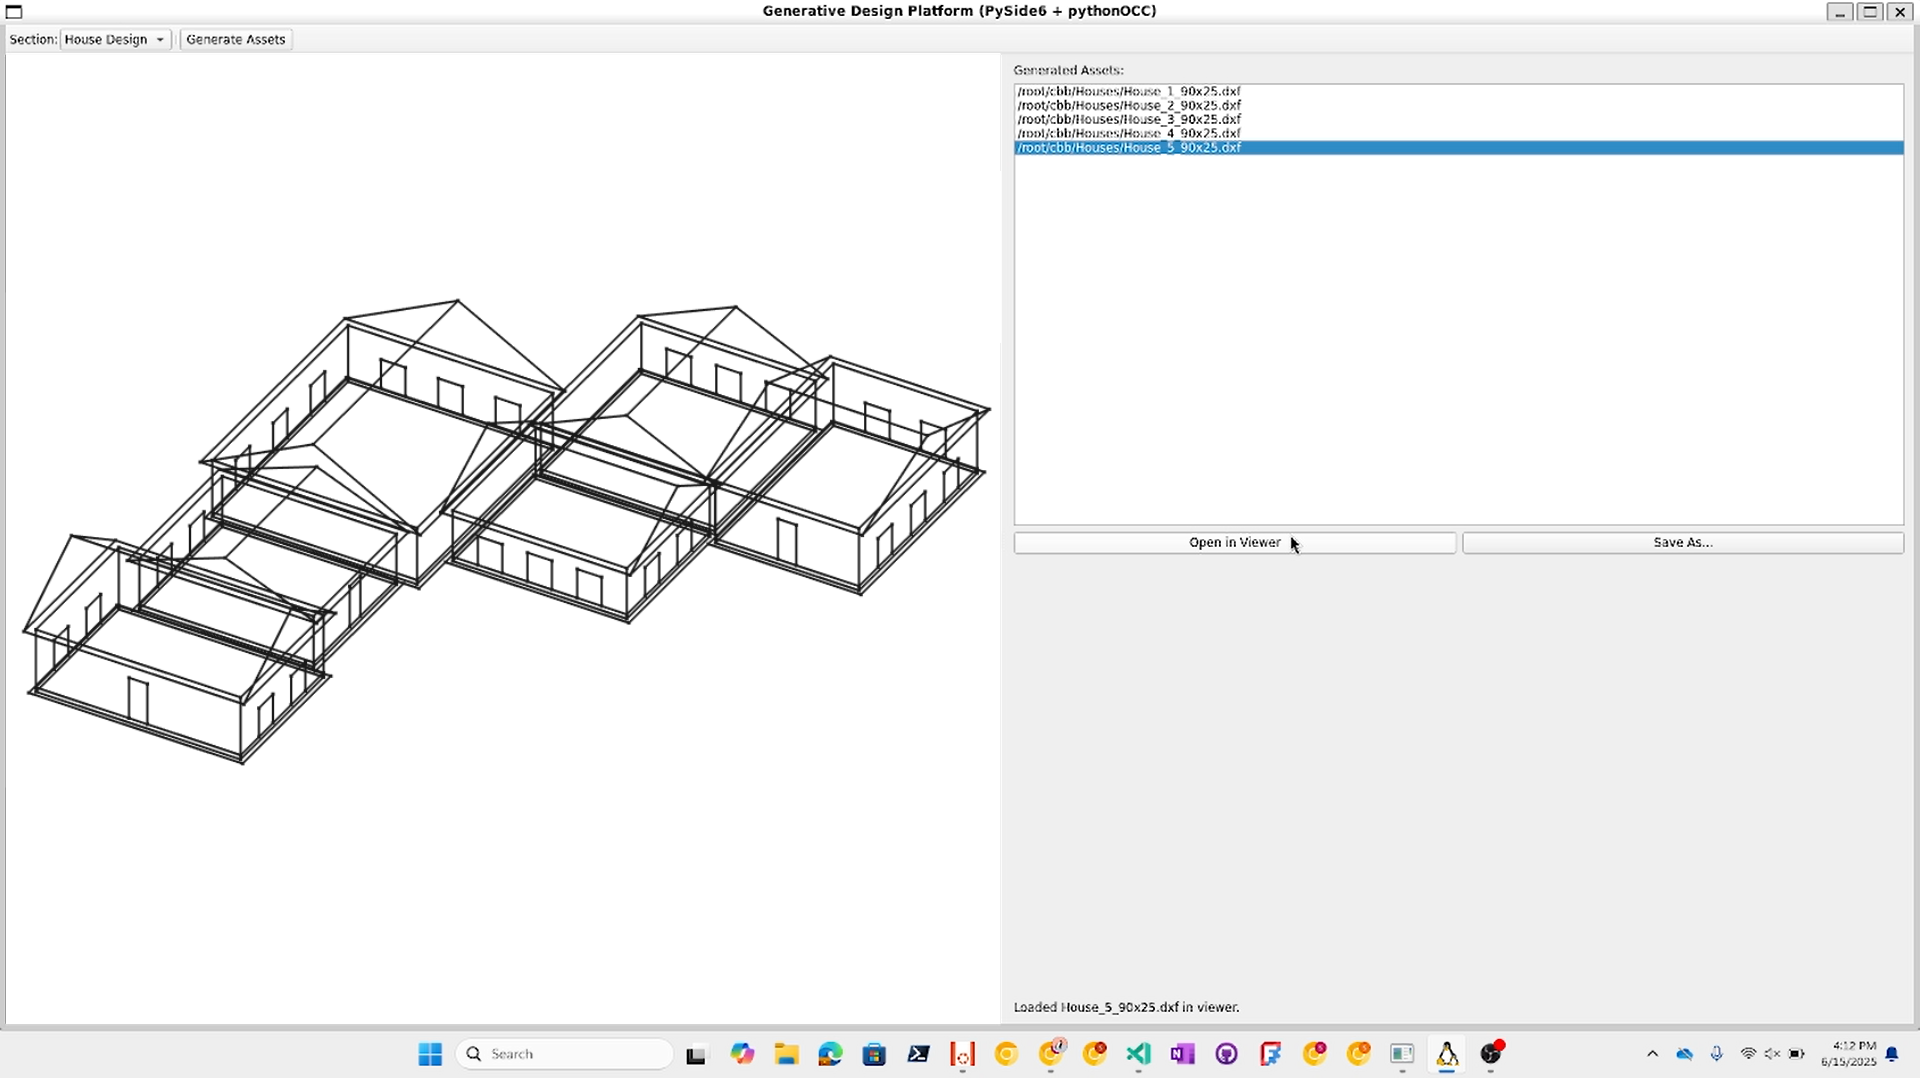 Generative Design Platform (PySide6 + pythonOCC)
Section: House Design Generate Assets
Generated Assets:
/root/cbb/Houses/House_1_90x25.dxf
/root/cbb/Houses/House_2_90x25.dxf
/root/cbb/Houses/House_3_90x25.dxf
/root/cbb/Houses/House_4_90x25.dxf
/root/cbb/Houses/House_5_90x25.dxf
Open in Viewer Save As...
Loaded House_5_90x25.dxf in viewer.
Search
4:12 PM
6/15/2025